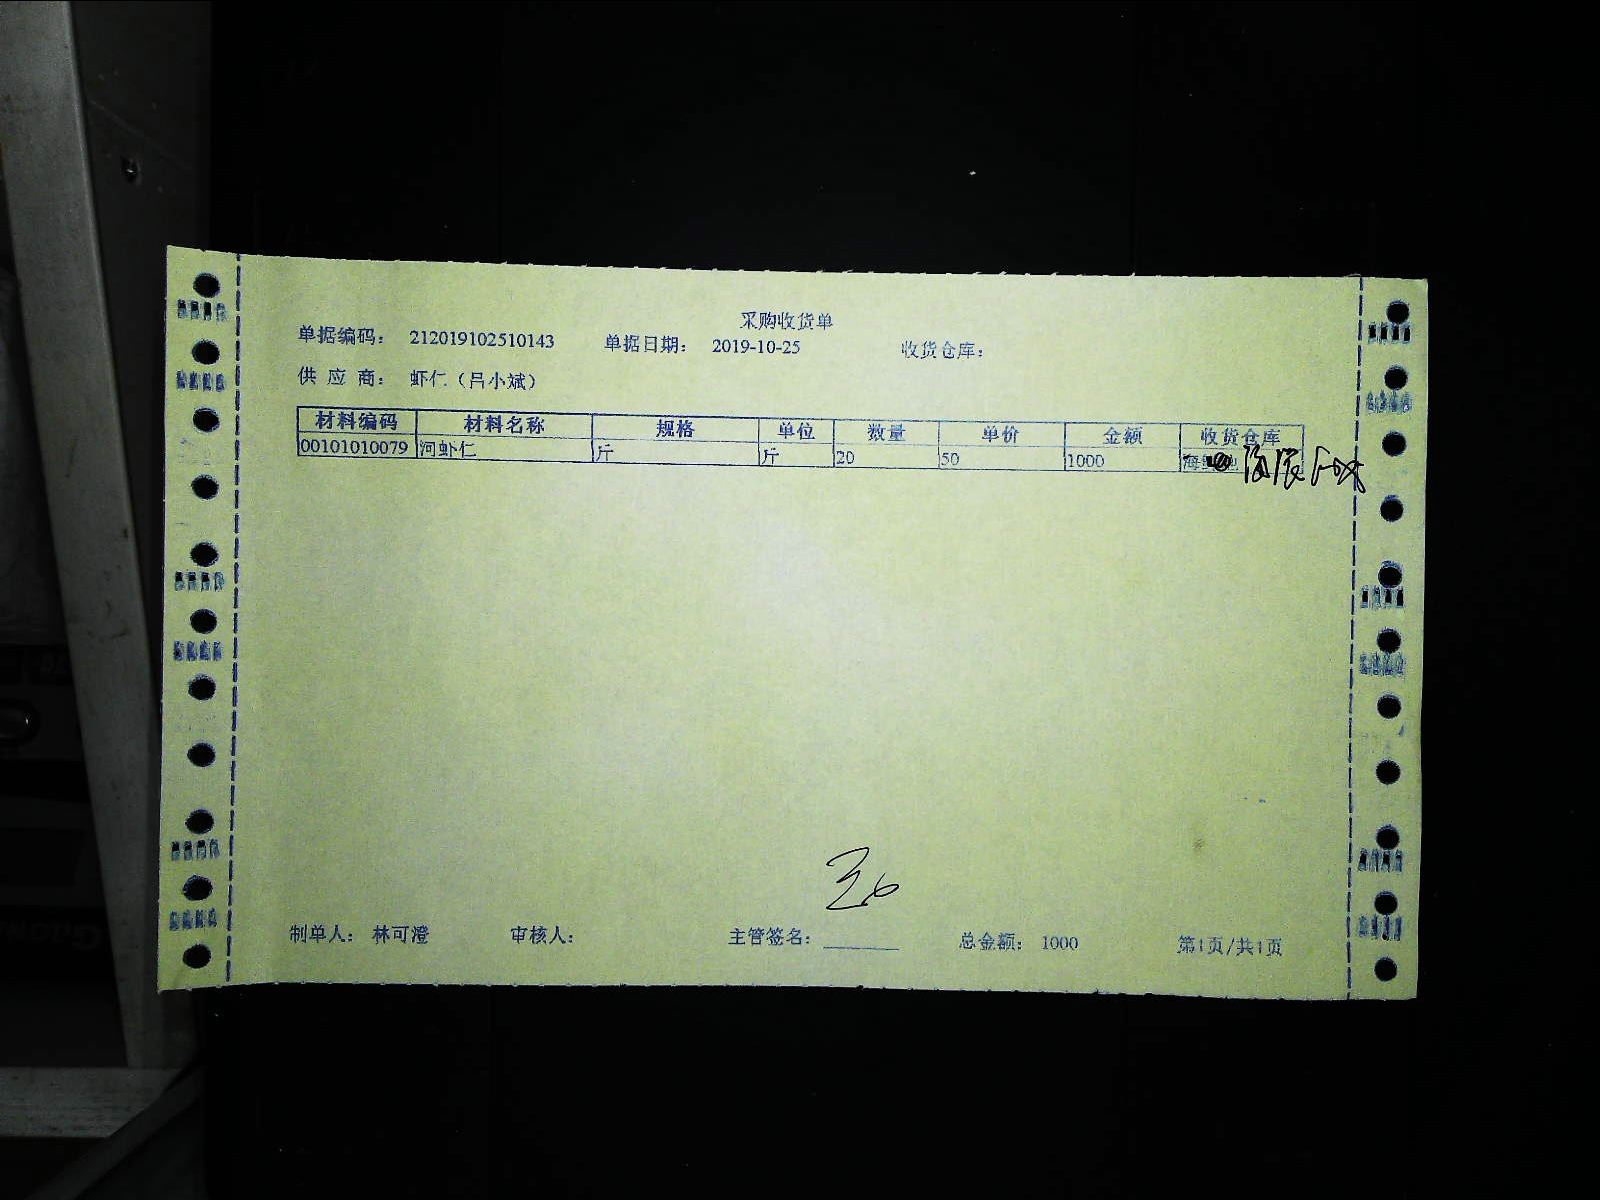 采购收货单
单据编码： 212019102510143 单据日期： 2019-10-25 收货仓库：
供 应 商： 虾仁（吕小斌）
材料编码 材料名称 规格 单位 数量 单价 金额 收货仓库
00101010079 河虾仁 斤 斤 20 50 1000 海
制单人： 林可澄 审核人： 主管签名： 总金额： 1000 第1页/共1页